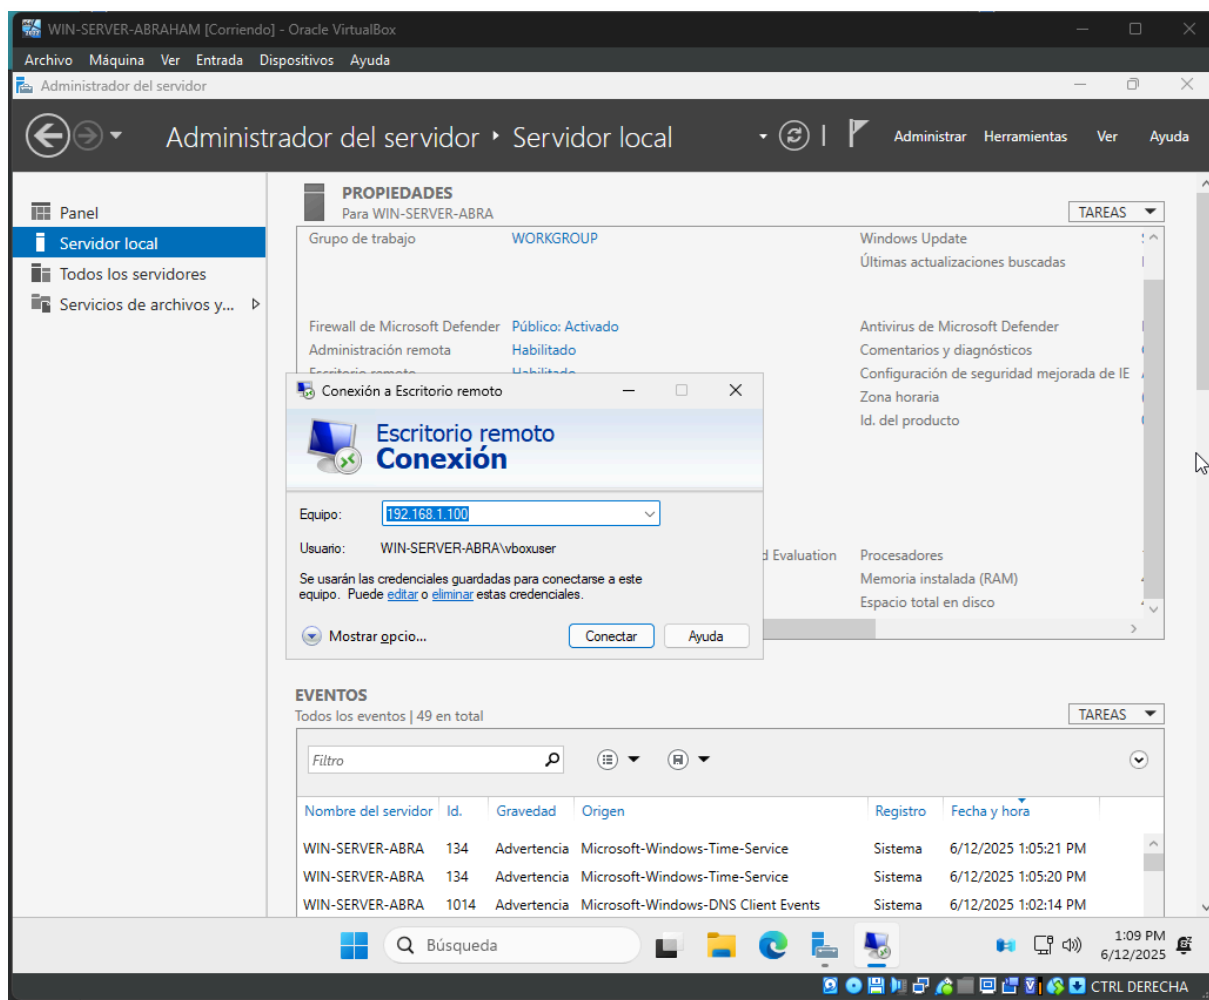 WIN-SERVER-ABRAHAM [Corriendo] - Oracle VirtualBox
Archivo Máquina Ver Entrada Dispositivos Ayuda
Administrador del servidor
Administrador del servidor Servidor local
Administrar Herramientas Ver Ayuda
Panel
Servidor local
Todos los servidores
Servicios de archivos y...
PROPIEDADES
Para WIN-SERVER-ABRA
TAREAS
Grupo de trabajo WORKGROUP Windows Update
Últimas actualizaciones buscadas
Firewall de Microsoft Defender Público: Activado Antivirus de Microsoft Defender
Administración remota Habilitado Comentarios y diagnósticos
Escritorio remoto Habilitado Configuración de seguridad mejorada de IE
Zona horaria
Id. del producto
Conexión a Escritorio remoto
Escritorio remoto
Conexión
Equipo: 192.168.1.100
Usuario: WIN-SERVER-ABRA\vboxuser
Se usarán las credenciales guardadas para conectarse a este
equipo. Puede editar o eliminar estas credenciales.
Mostrar opcio... Conectar Ayuda
d Evaluation Procesadores
Memoria instalada (RAM)
Espacio total en disco
EVENTOS
Todos los eventos | 49 en total
TAREAS
Filtro
Nombre del servidor Id. Gravedad Origen Registro Fecha y hora
WIN-SERVER-ABRA 134 Advertencia Microsoft-Windows-Time-Service Sistema 6/12/2025 1:05:21 PM
WIN-SERVER-ABRA 134 Advertencia Microsoft-Windows-Time-Service Sistema 6/12/2025 1:05:20 PM
WIN-SERVER-ABRA 1014 Advertencia Microsoft-Windows-DNS Client Events Sistema 6/12/2025 1:02:14 PM
Búsqueda
1:09 PM
6/12/2025
CTRL DERECHA